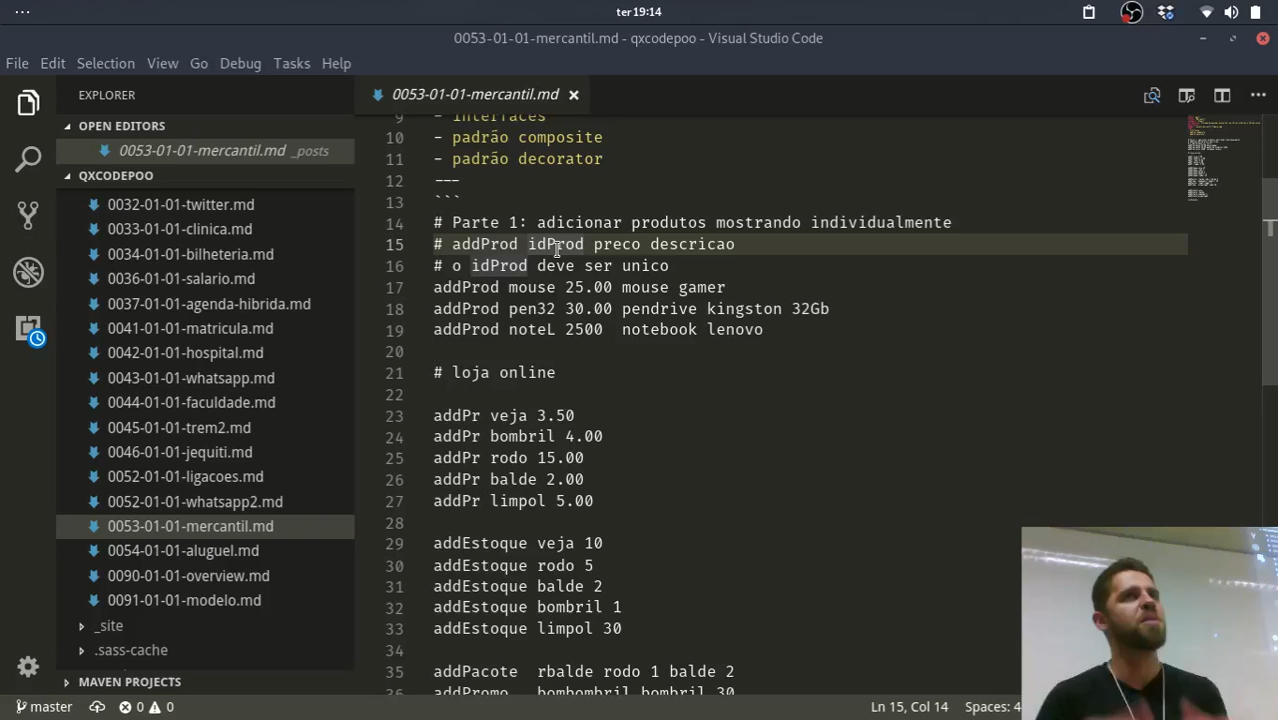 ter 19:14
0053-01-01-mercantil.md - qxcodepoo - Visual Studio Code
File Edit Selection View Go Debug Tasks Help
EXPLORER
OPEN EDITORS
0053-01-01-mercantil.md _posts
QXCODEPOO
0032-01-01-twitter.md
0033-01-01-clinica.md
0034-01-01-bilheteria.md
0036-01-01-salario.md
0037-01-01-agenda-hibrida.md
0041-01-01-matricula.md
0042-01-01-hospital.md
0043-01-01-whatsapp.md
0044-01-01-faculdade.md
0045-01-01-trem2.md
0046-01-01-jequiti.md
0052-01-01-ligacoes.md
0052-01-01-whatsapp2.md
0053-01-01-mercantil.md
0054-01-01-aluguel.md
0090-01-01-overview.md
0091-01-01-modelo.md
_site
.sass-cache
MAVEN PROJECTS
0053-01-01-mercantil.md
9 - interfaces
10 - padrão composite
11 - padrão decorator
12 ---
13 ```
14 # Parte 1: adicionar produtos mostrando individualmente
15 # addProd idProd preco descricao
16 # o idProd deve ser unico
17 addProd mouse 25.00 mouse gamer
18 addProd pen32 30.00 pendrive kingston 32Gb
19 addProd noteL 2500  notebook lenovo
20
21 # loja online
22
23 addPr veja 3.50
24 addPr bombril 4.00
25 addPr rodo 15.00
26 addPr balde 2.00
27 addPr limpol 5.00
28
29 addEstoque veja 10
30 addEstoque rodo 5
31 addEstoque balde 2
32 addEstoque bombril 1
33 addEstoque limpol 30
35 addPacote  rbalde rodo 1 balde 2
36 addPromo   bombombril bombril 30
master 0 0 Ln 15, Col 14 Spaces: 4